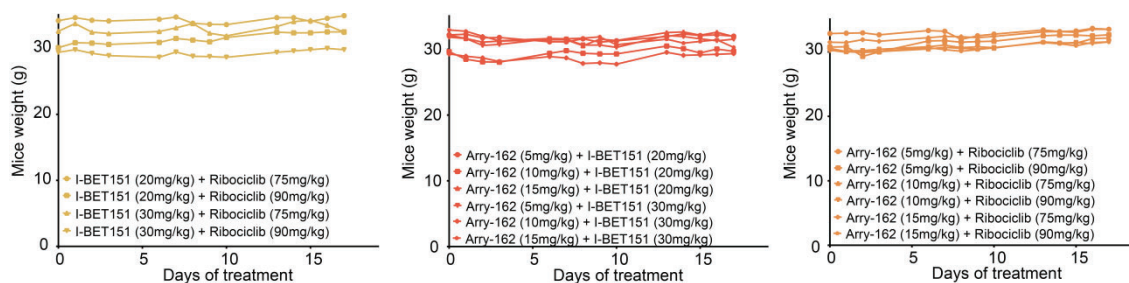 Mice weight (g)
30
20
10
0
I-BET151 (20mg/kg) + Ribociclib (75mg/kg)
I-BET151 (20mg/kg) + Ribociclib (90mg/kg)
I-BET151 (30mg/kg) + Ribociclib (75mg/kg)
I-BET151 (30mg/kg) + Ribociclib (90mg/kg)
0 5 10 15
Days of treatment
Mice weight (g)
30
20
10
0
Arry-162 (5mg/kg) + I-BET151 (20mg/kg)
Arry-162 (10mg/kg) + I-BET151 (20mg/kg)
Arry-162 (15mg/kg) + I-BET151 (20mg/kg)
Arry-162 (5mg/kg) + I-BET151 (30mg/kg)
Arry-162 (10mg/kg) + I-BET151 (30mg/kg)
Arry-162 (15mg/kg) + I-BET151 (30mg/kg)
0 5 10 15
Days of treatment
Mice weight (g)
30
20
10
0
Arry-162 (5mg/kg) + Ribociclib (75mg/kg)
Arry-162 (5mg/kg) + Ribociclib (90mg/kg)
Arry-162 (10mg/kg) + Ribociclib (75mg/kg)
Arry-162 (10mg/kg) + Ribociclib (90mg/kg)
Arry-162 (15mg/kg) + Ribociclib (75mg/kg)
Arry-162 (15mg/kg) + Ribociclib (90mg/kg)
0 5 10 15
Days of treatment